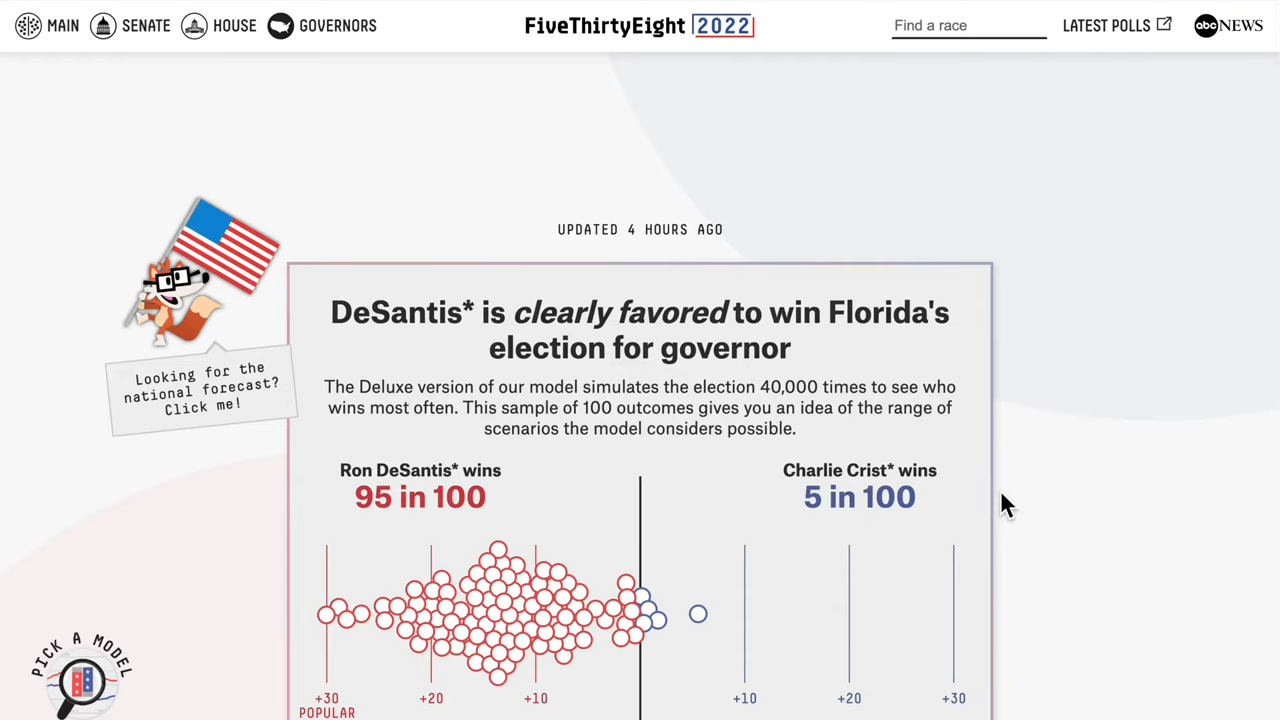 MAIN SENATE HOUSE GOVERNORS FiveThirtyEight 2022 Find a race LATEST POLLS abc NEWS
UPDATED 4 HOURS AGO
DeSantis* is clearly favored to win Florida's
election for governor
Looking for the
national forecast?
Click me!
The Deluxe version of our model simulates the election 40,000 times to see who
wins most often. This sample of 100 outcomes gives you an idea of the range of
scenarios the model considers possible.
Ron DeSantis* wins
95 in 100
Charlie Crist* wins
5 in 100
PICK A MODEL
+30 +20 +10 +10 +20 +30
POPULAR